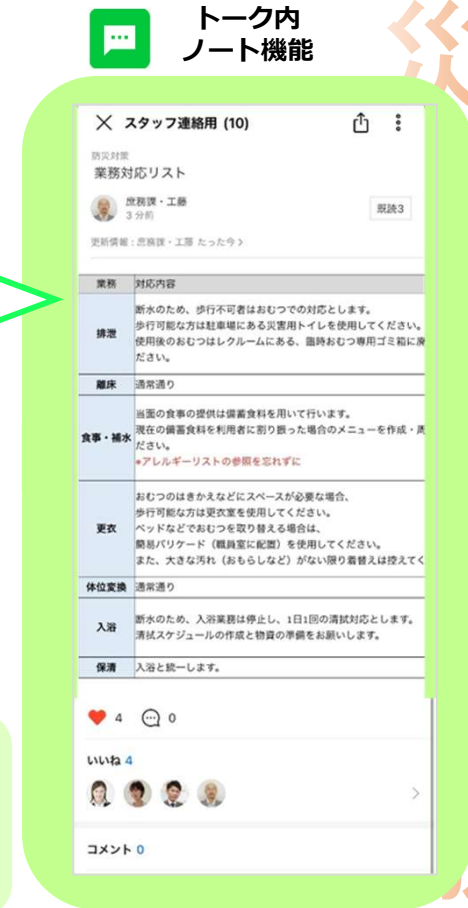 トーク内
ノート機能
災
スタッフ連絡用 (10)
防災対策
業務対応リスト
庶務課・工藤
3 分前
既読3
更新情報 : 庶務課・工藤 たった今 >
業務 対応内容
排泄
断水のため、歩行不可者はおむつでの対応とします。
歩行可能な方は駐車場にある災害用トイレを使用してください。
使用後のおむつはレクルームにある、臨時おむつ専用ゴミ箱に廃
ださい。
離床 通常通り
食事・補水
当面の食事の提供は備蓄食料を用いて行います。
現在の備蓄食料を利用者に割り振った場合のメニューを作成・周
ださい。
*アレルギーリストの参照を忘れずに
更衣
おむつのはきかえなどにスペースが必要な場合、
歩行可能な方は更衣室を使用してください。
ベッドなどでおむつを取り替える場合は、
簡易バリケード（職員室に配置）を使用してください。
また、大きな汚れ（おもらしなど）がない限り着替えは控えてく
体位変換 通常通り
入浴
断水のため、入浴業務は停止し、1日1回の清拭対応とします。
清拭スケジュールの作成と物資の準備をお願いします。
保清 入浴と統一します。
4 0
いいね 4
コメント 0